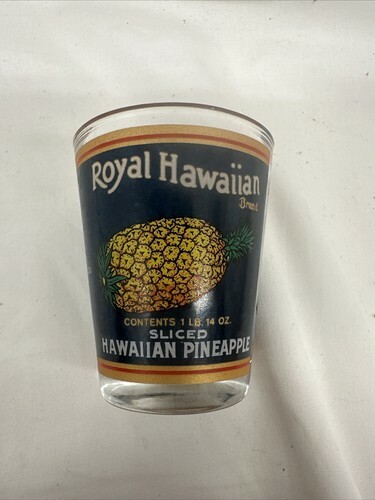 Royal Hawaiian
Brand
CONTENTS 1 LB. 14 OZ.
SLICED
HAWAIIAN PINEAPPLE